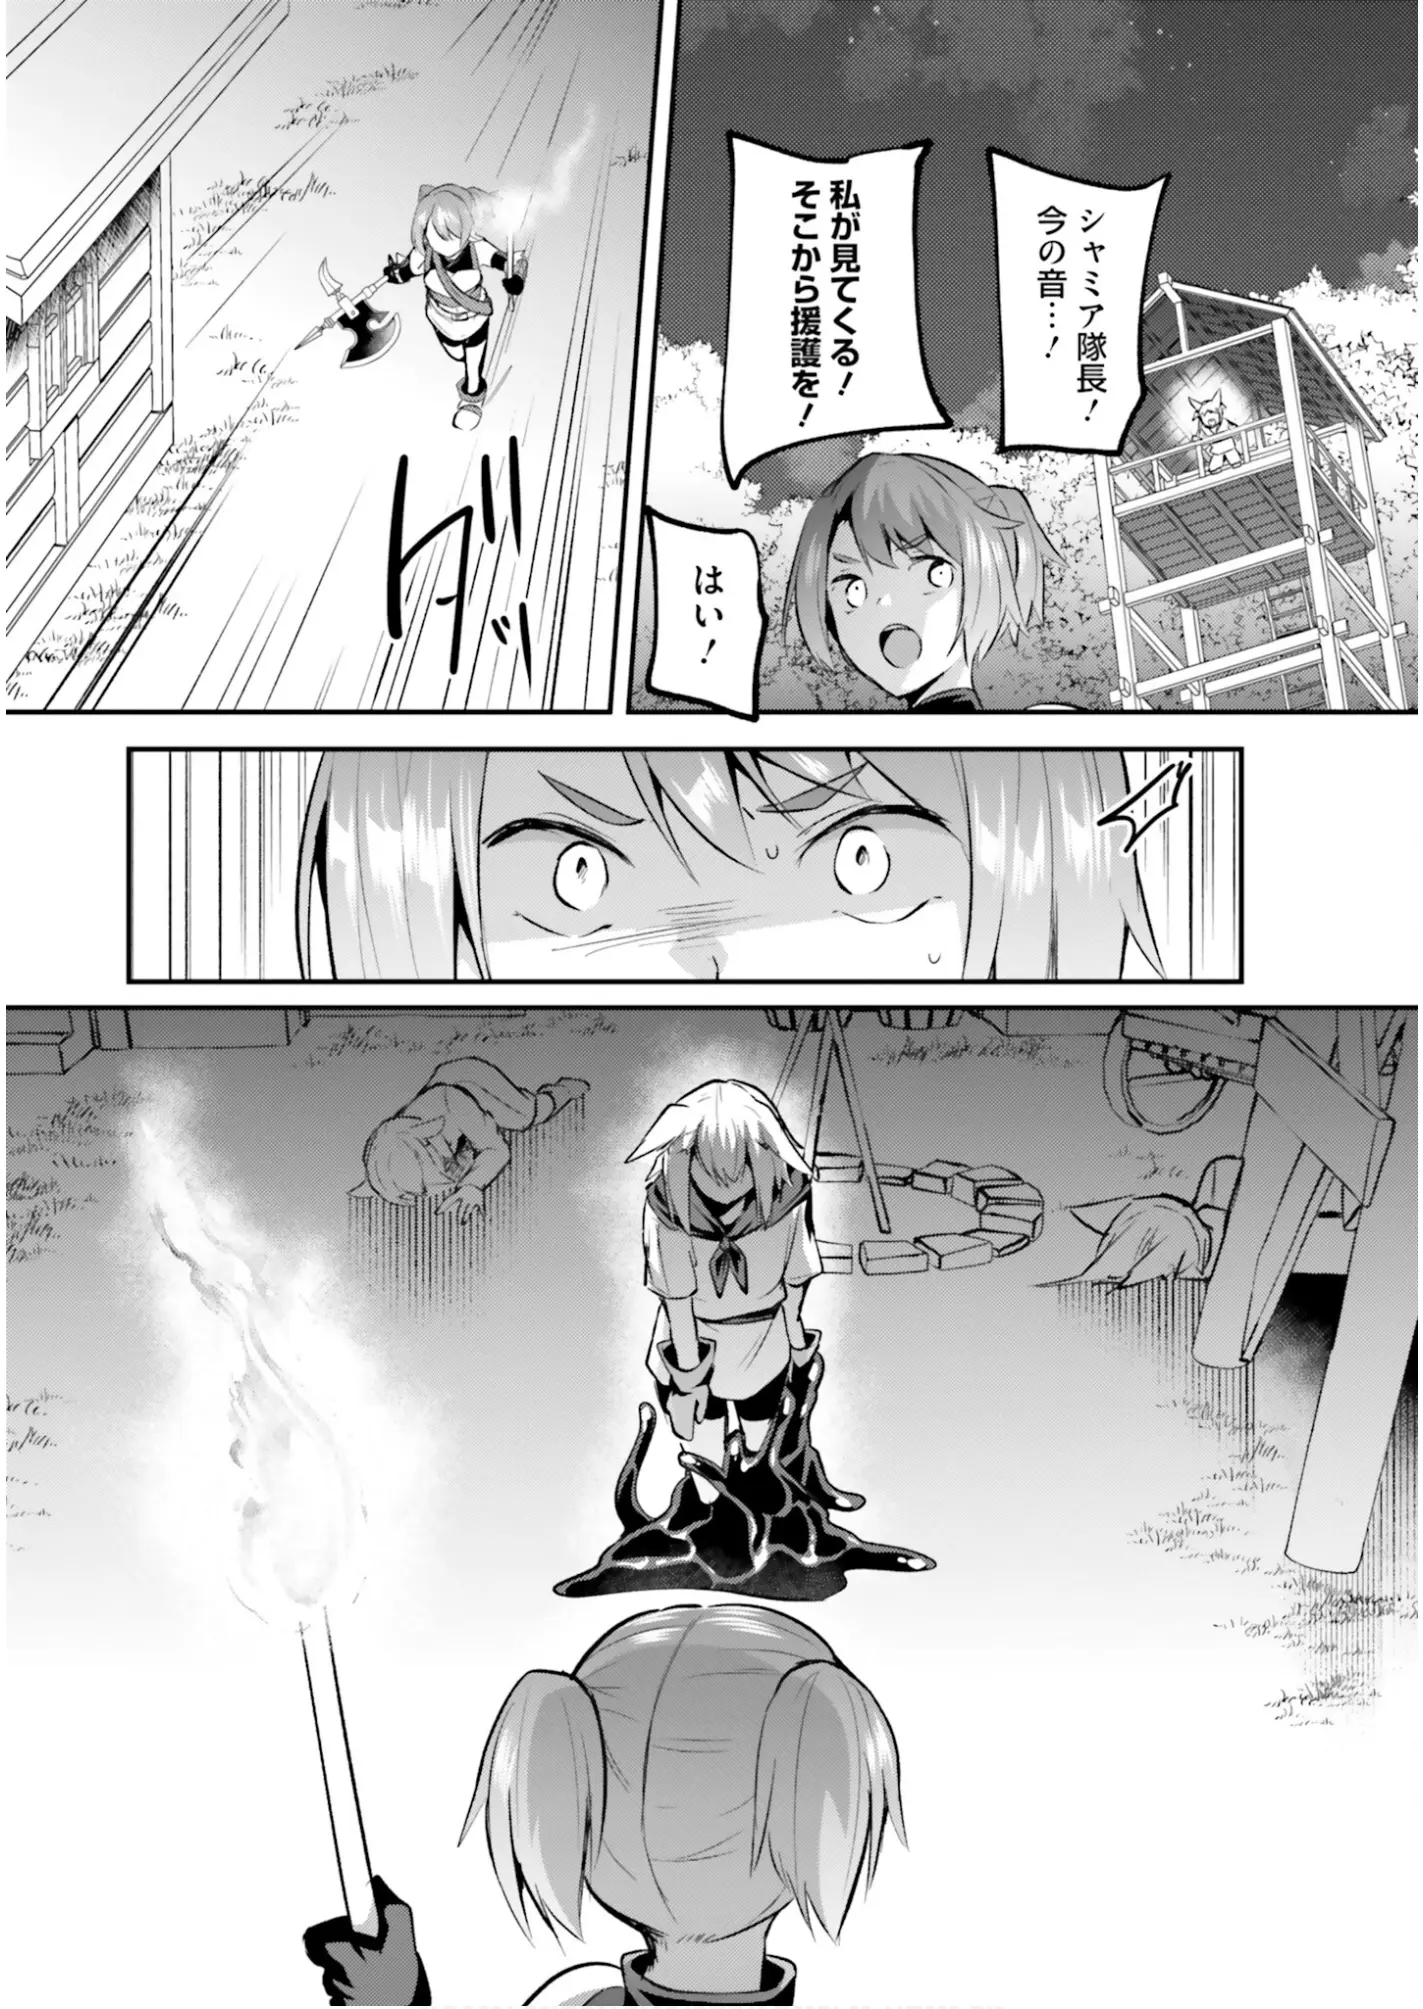 シャミア隊長！
今の音…！
私が見てくる！
そこから援護を！
はい！
ドダッ